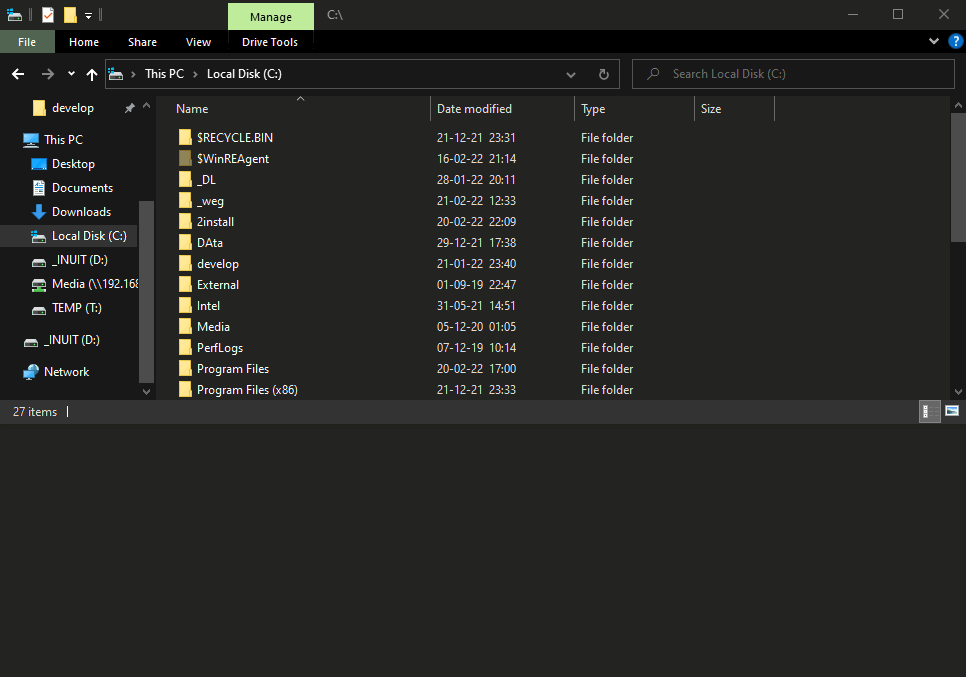 Manage C:\
File Home Share View Drive Tools
This PC Local Disk (C:) Search Local Disk (C:)
develop
This PC
Desktop
Documents
Downloads
Local Disk (C:)
_INUIT (D:)
Media (\\192.168
TEMP (T:)
_INUIT (D:)
Network
Name Date modified Type Size
$RECYCLE.BIN 21-12-21 23:31 File folder
$WinREAgent 16-02-22 21:14 File folder
_DL 28-01-22 20:11 File folder
_weg 21-02-22 12:33 File folder
2install 20-02-22 22:09 File folder
DAta 29-12-21 17:38 File folder
develop 21-01-22 23:40 File folder
External 01-09-19 22:47 File folder
Intel 31-05-21 14:51 File folder
Media 05-12-20 01:05 File folder
PerfLogs 07-12-19 10:14 File folder
Program Files 20-02-22 17:00 File folder
Program Files (x86) 21-12-21 23:33 File folder
27 items